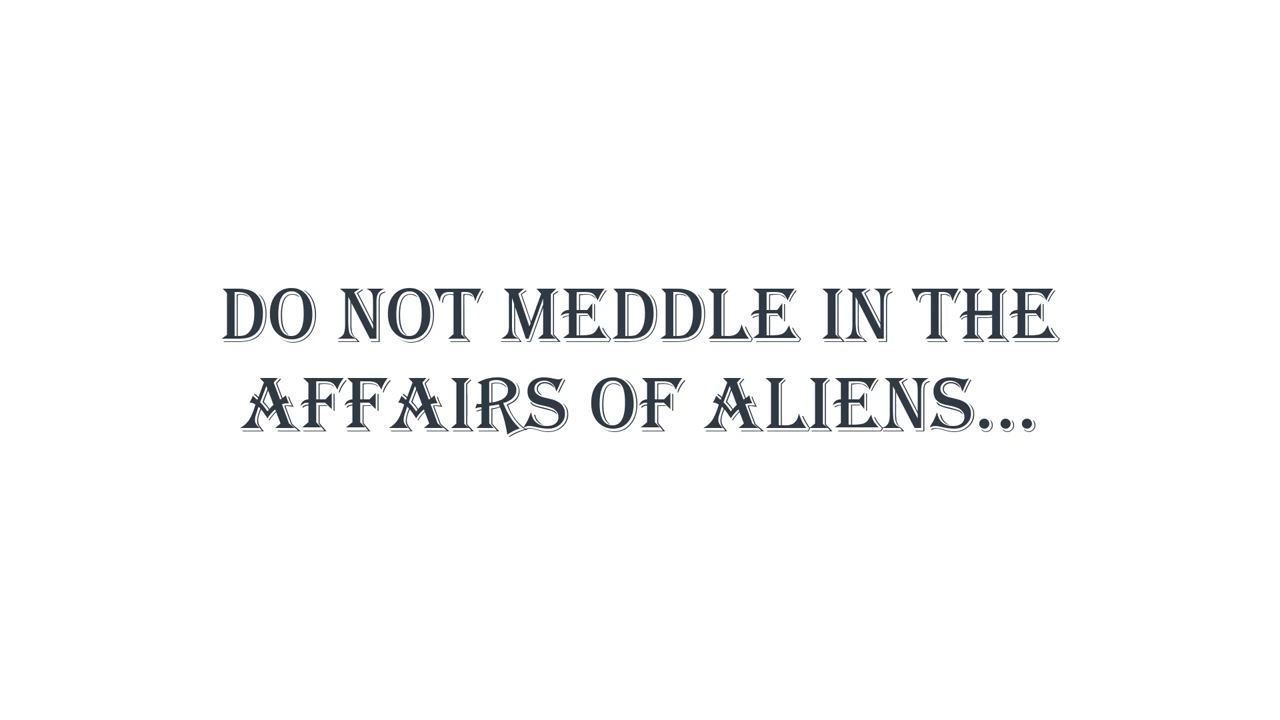 DO NOT MEDDLE IN THE
AFFAIRS OF ALIENS...